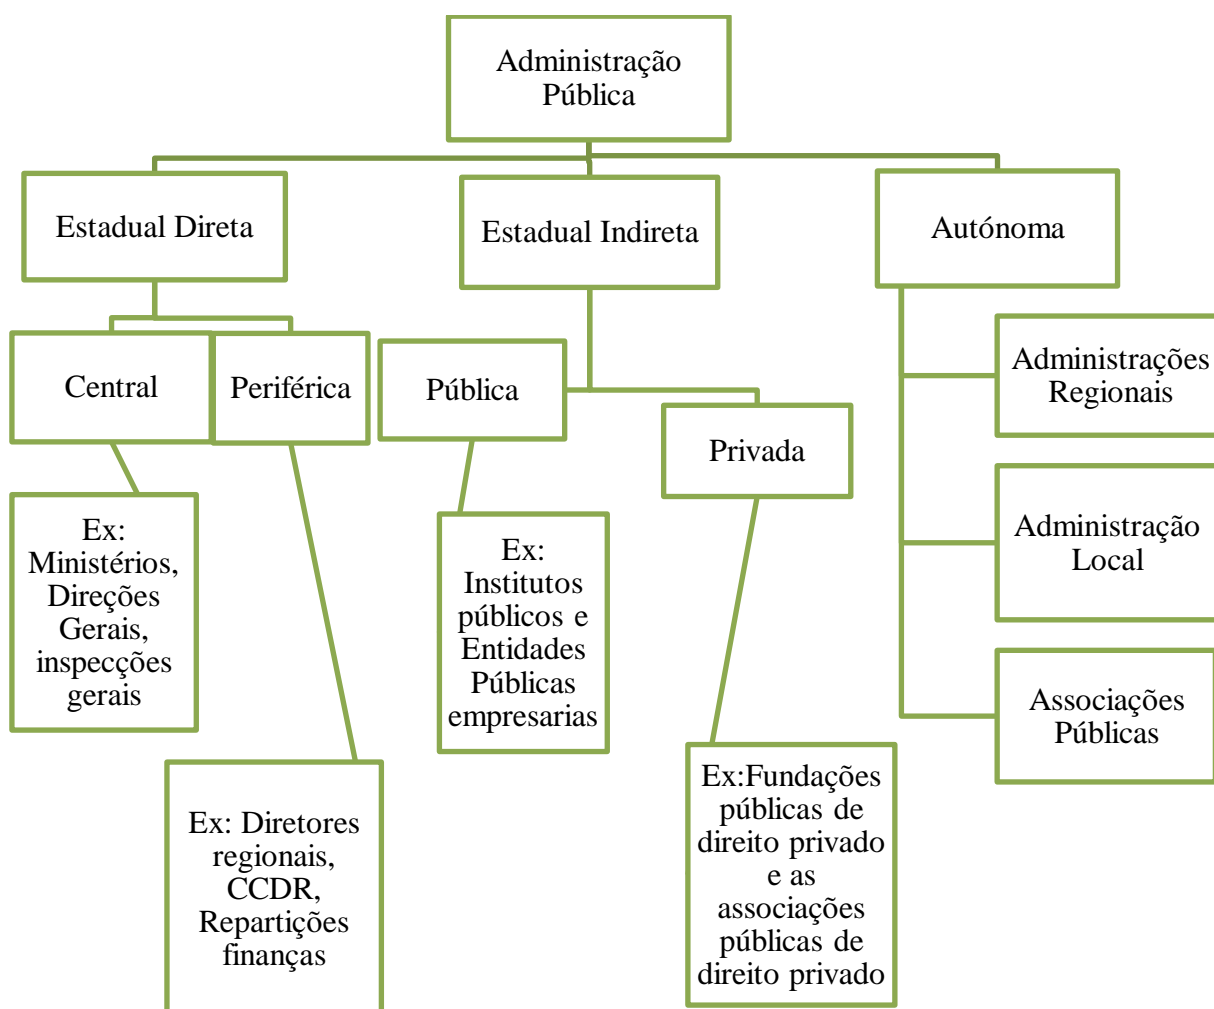 Administração
Pública
Estadual Direta
Estadual Indireta
Autónoma
Central
Periférica
Pública
Privada
Administrações
Regionais
Ex:
Ministérios,
Direções
Gerais,
inspecções
gerais
Ex:
Institutos
públicos e
Entidades
Públicas
empresarias
Administração
Local
Associações
Públicas
Ex: Diretores
regionais,
CCDR,
Repartições
finanças
Ex:Fundações
públicas de
direito privado
e as
associações
públicas de
direito privado